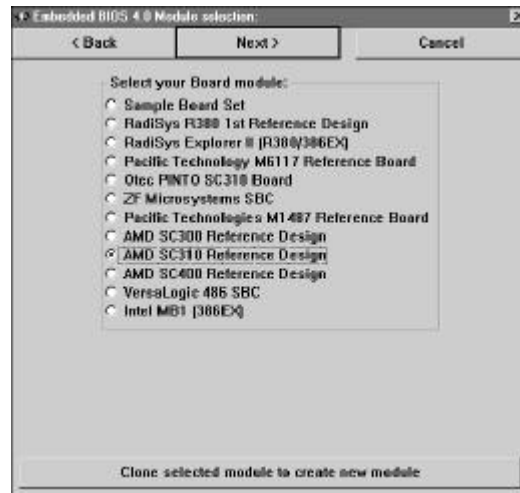 Embedded BIOS 4.0 Module selection:
< Back Next > Cancel
Select your Board module:
Sample Board Set
RadiSys R380 1st Reference Design
RadiSys Explorer II (R380/386EX)
Pacific Technology M6117 Reference Board
Otec PINTO SC310 Board
ZF Microsystems SBC
Pacific Technologies M1487 Reference Board
AMD SC300 Reference Design
AMD SC310 Reference Design
AMD SC400 Reference Design
VersaLogic 486 SBC
Intel MB1 (386EX)
Clone selected module to create new module